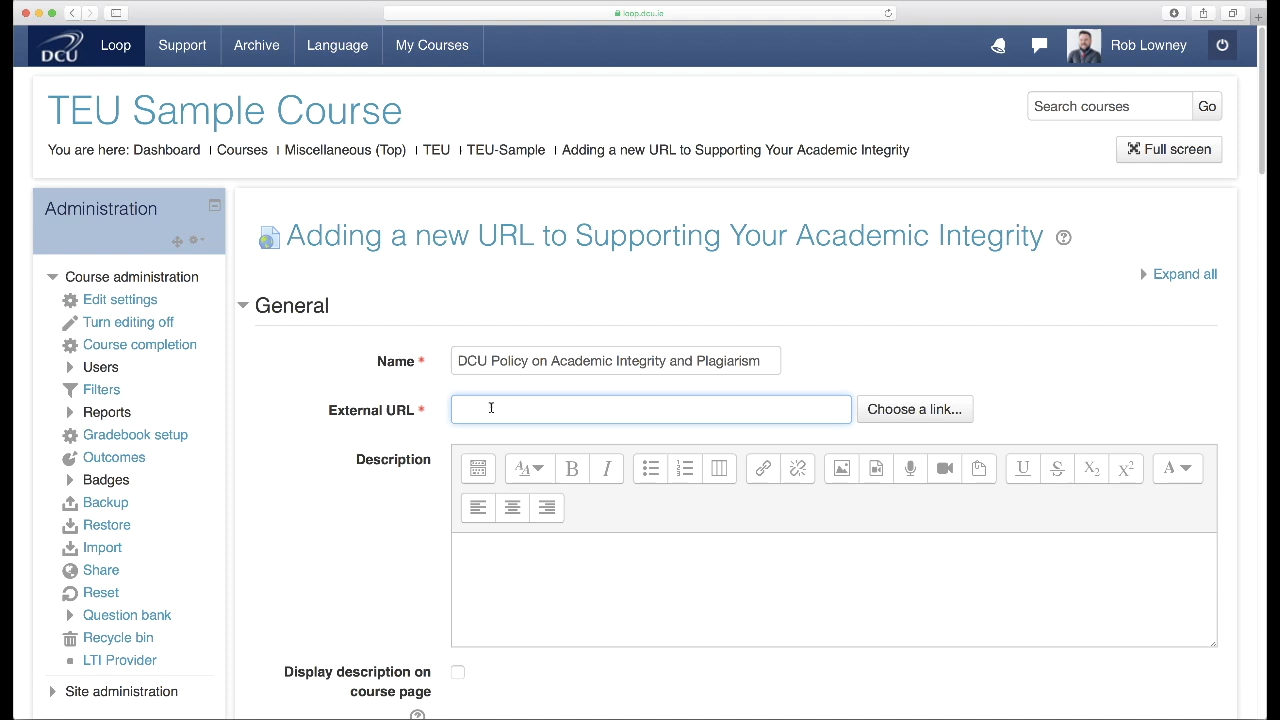 loop.dcu.ie
DCU Loop Support Archive Language My Courses Rob Lowney
TEU Sample Course
Search courses Go
You are here: Dashboard Courses Miscellaneous (Top) TEU TEU-Sample Adding a new URL to Supporting Your Academic Integrity
Full screen
Administration
Course administration
Edit settings
Turn editing off
Course completion
Users
Filters
Reports
Gradebook setup
Outcomes
Badges
Backup
Restore
Import
Share
Reset
Question bank
Recycle bin
LTI Provider
Site administration
Adding a new URL to Supporting Your Academic Integrity
Expand all
General
Name * DCU Policy on Academic Integrity and Plagiarism
External URL * Choose a link...
Description
Display description on
course page